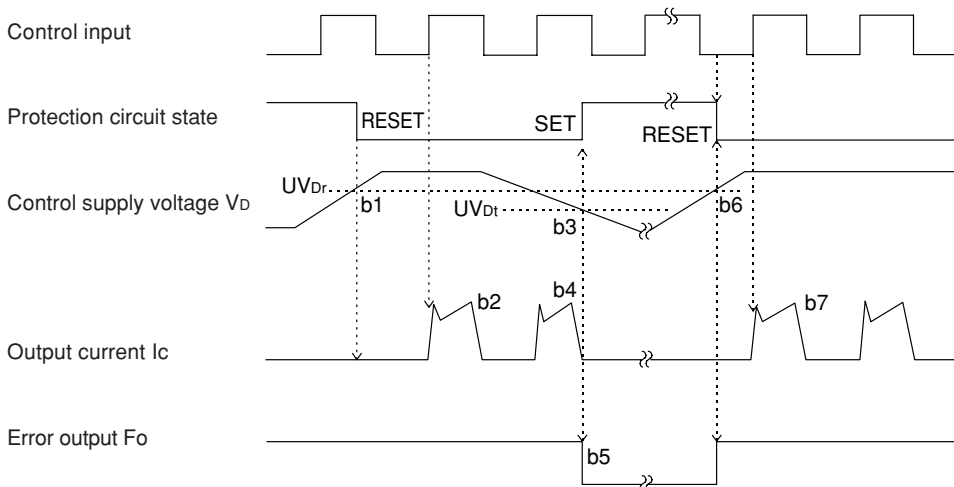 Control input
Protection circuit state
RESET
SET
RESET
Control supply voltage VD
UVDr
b1
UVDt
b3
b6
Output current Ic
b2
b4
b7
Error output Fo
b5